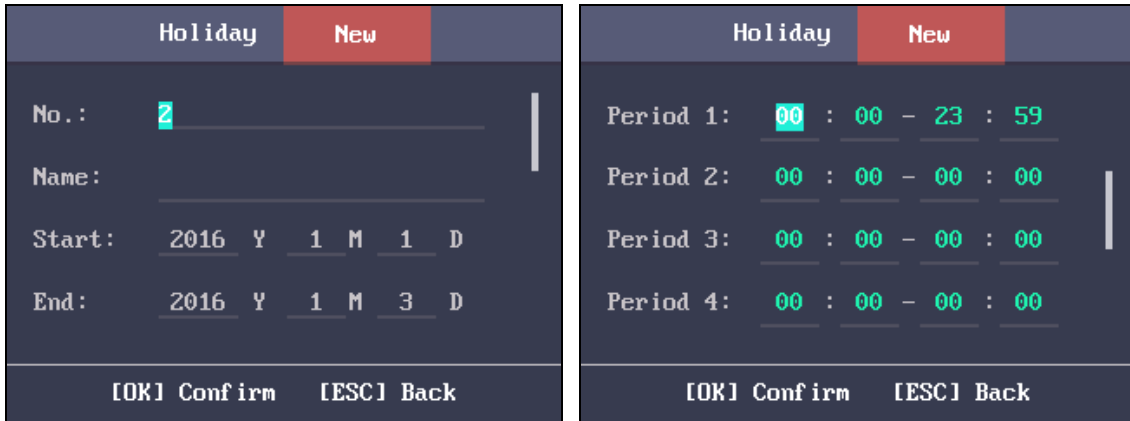 Holiday New
No.: 2
Name:
Start: 2016 Y 1 M 1 D
End: 2016 Y 1 M 3 D
[OK] Confirm [ESC] Back
Holiday New
Period 1: 00 : 00 - 23 : 59
Period 2: 00 : 00 - 00 : 00
Period 3: 00 : 00 - 00 : 00
Period 4: 00 : 00 - 00 : 00
[OK] Confirm [ESC] Back